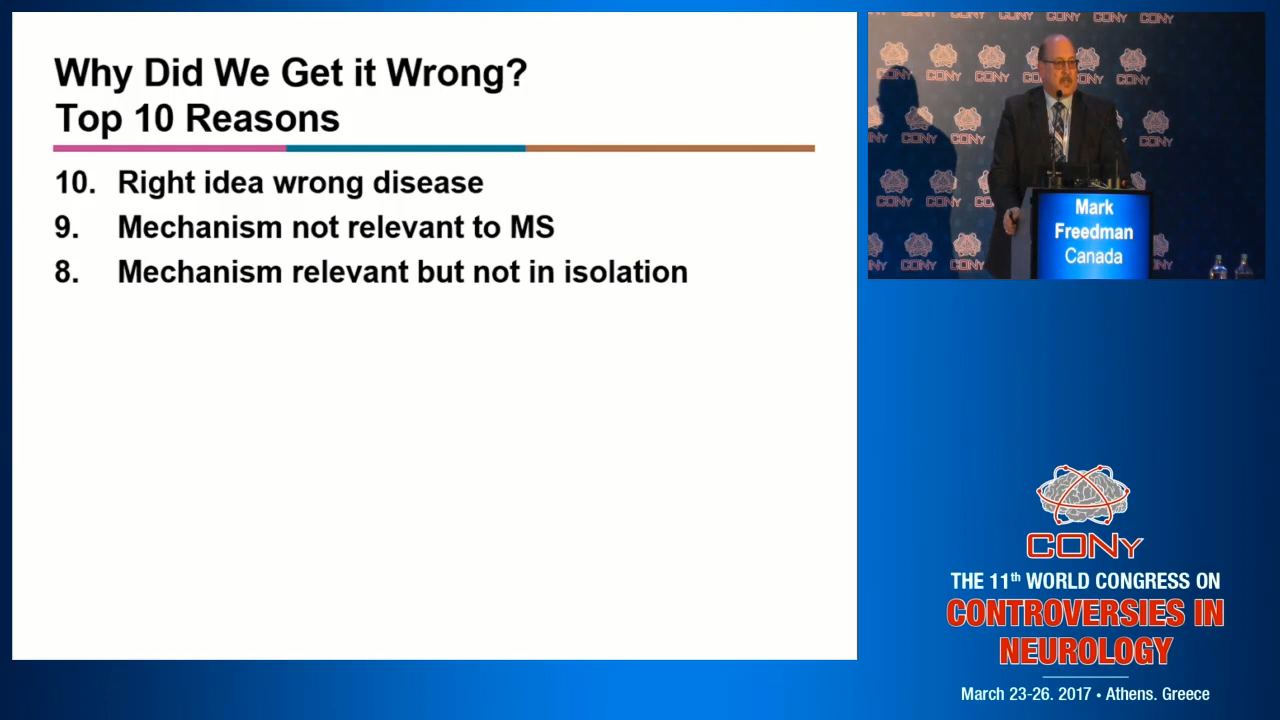 Why Did We Get it Wrong?
Top 10 Reasons
10. Right idea wrong disease
9. Mechanism not relevant to MS
8. Mechanism relevant but not in isolation
Mark
Freedman
Canada
CONy
THE 11th WORLD CONGRESS ON
CONTROVERSIES IN
NEUROLOGY
March 23-26. 2017 • Athens. Greece